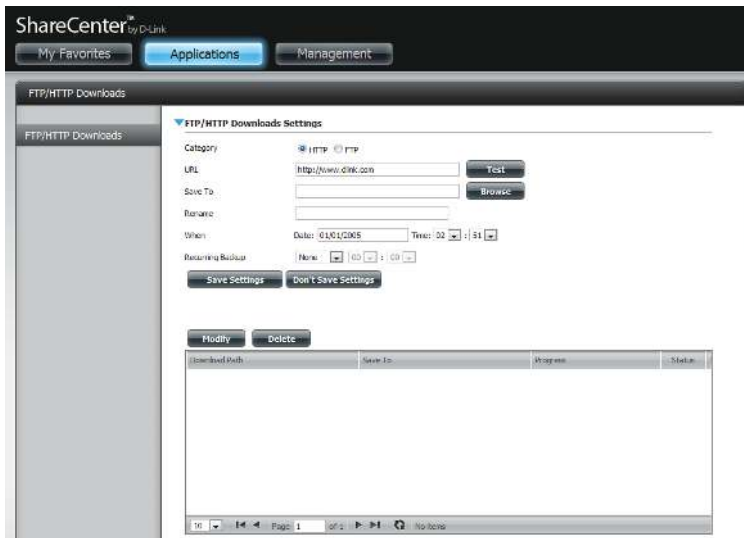 ShareCenter™ by D-Link
My Favorites Applications Management
FTP/HTTP Downloads
FTP/HTTP Downloads
FTP/HTTP Downloads Settings
Category HTTP FTP
URL http://www.dlink.com Test
Save To Browse
Rename
When Date: 01/01/2005 Time: 02 : 51
Recurring Backup None 00 : 00
Save Settings Don't Save Settings
Modify Delete
Download Path Save To Progress Status
10 Page 1 of 1 No items